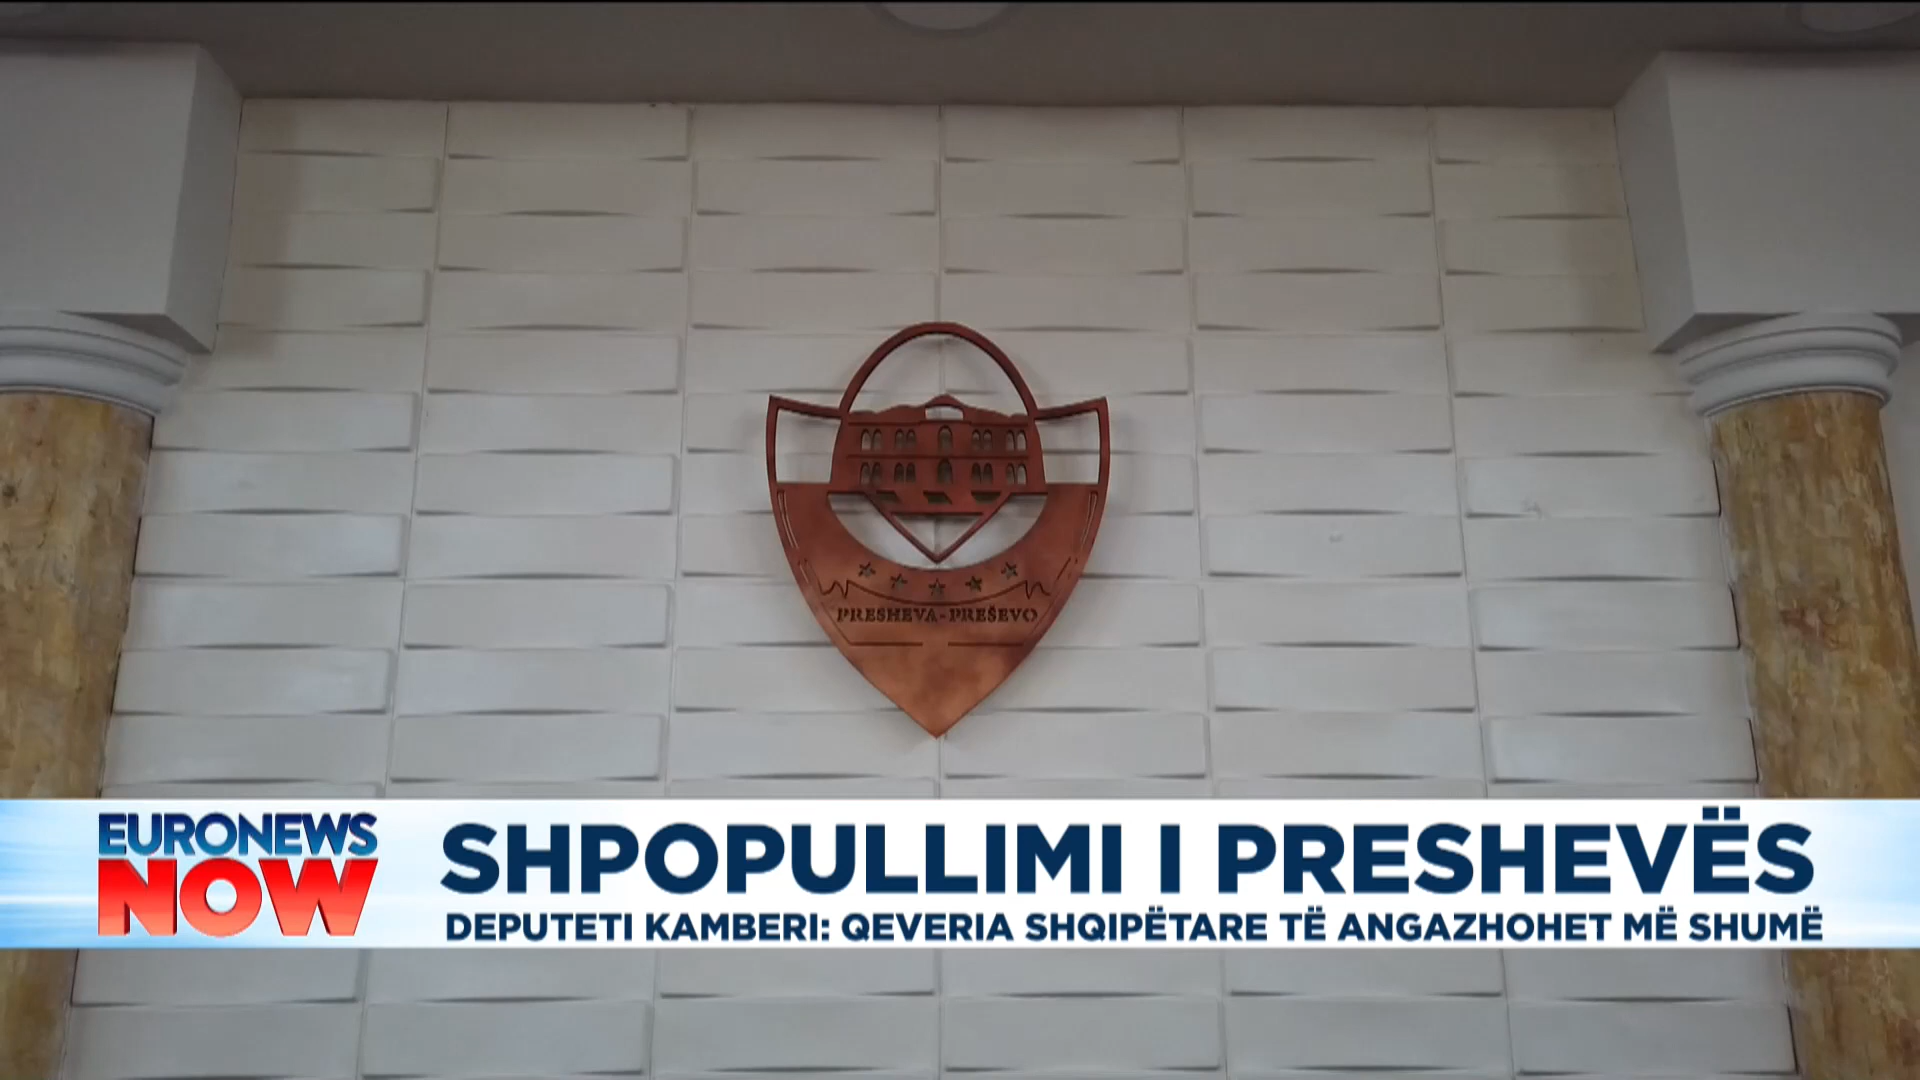 PRESHEVA-PREŠEVO
EURONEWS
NOW
SHPOPULLIMI I PRESHEVËS
DEPUTETI KAMBERI: QEVERIA SHQIPËTARE TË ANGAZHOHET MË SHUMË